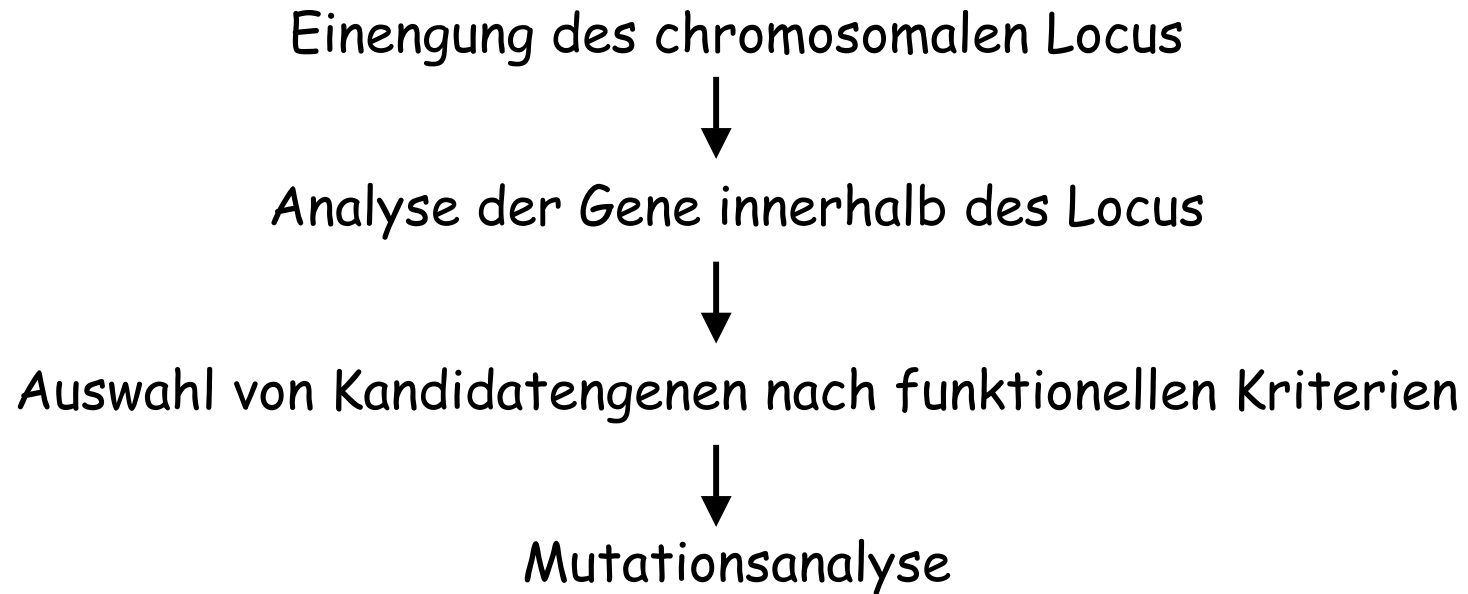 Einengung des chromosomalen Locus
Analyse der Gene innerhalb des Locus
Auswahl von Kandidatengenen nach funktionellen Kriterien
Mutationsanalyse